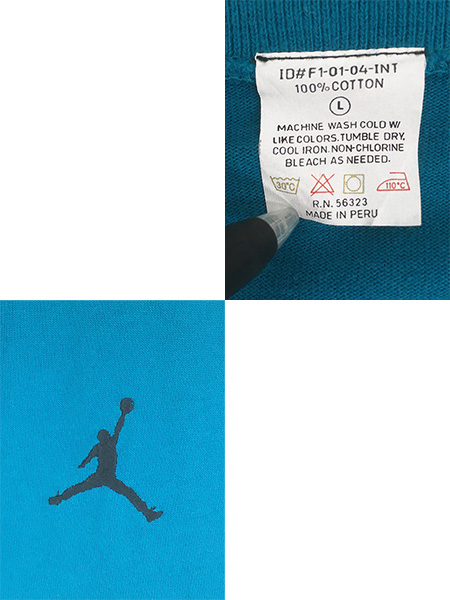 ID#F1-01-04-INT
100% COTTON
L
MACHINE WASH COLD W/
LIKE COLORS. TUMBLE DRY,
COOL IRON. NON-CHLORINE
BLEACH AS NEEDED.
30°C 110°C
R.N. 56323
MADE IN PERU